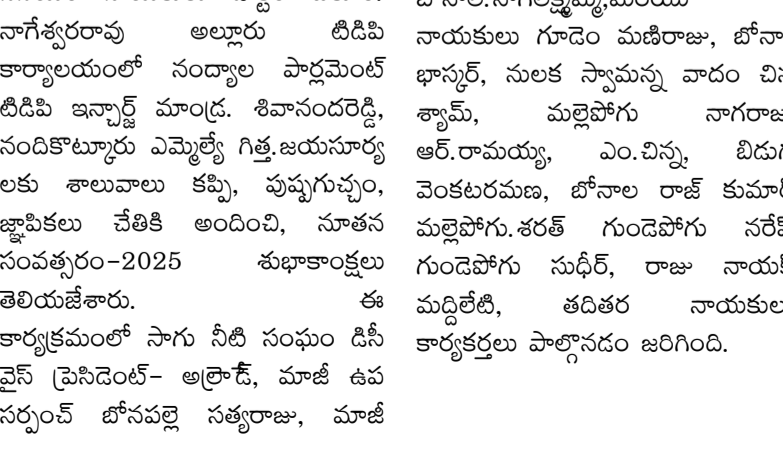 నాగేశ్వరరావు అల్లూరు టిడిపి
కార్యాలయంలో నంద్యాల పార్లమెంట్
టిడిపి ఇన్చార్జ్ మాండ్ర. శివానందరెడ్డి,
నందికొట్కూరు ఎమ్మెల్యే గిత్త.జయసూర్య
లకు శాలువాలు కప్పి, పుష్పగుచ్చం,
జ్ఞాపికలు చేతికి అందించి, నూతన
సంవత్సరం-2025 శుభాకాంక్షలు
తెలియజేశారు. ఈ
కార్యక్రమంలో సాగు నీటి సంఘం డిసీ
వైస్ ప్రెసిడెంట్- మాజీ ఉప
సర్పంచ్ బోనపల్లె సత్యరాజు, మాజీ
నాయకులు గూడెం మణిరాజు, బోనా
భాస్కర్, నులక స్వామన్న వాదం
శ్యామ్, మల్లెపోగు నాగరాజు
ఆర్.రామయ్య, ఎం.చిన్న,
వెంకటరమణ, బోనాల రాజ్ కుమార్
మల్లెపోగు.శరత్ గుండెపోగు
గుండెపోగు సుధీర్, రాజు నాయక్
మద్దిలేటి, తదితర నాయకులు
కార్యకర్తలు పాల్గొనడం జరిగింది.